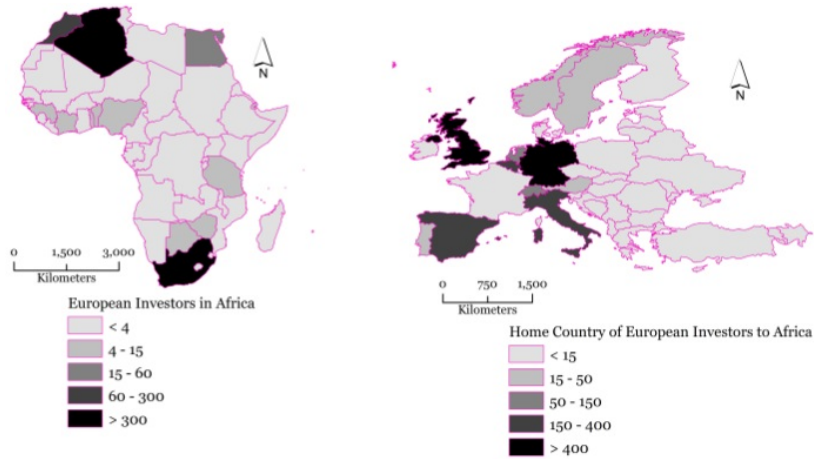 N
0 1,500 3,000
Kilometers
European Investors in Africa
< 4
4 - 15
15 - 60
60 - 300
> 300
N
0 750 1,500
Kilometers
Home Country of European Investors to Africa
< 15
15 - 50
50 - 150
150 - 400
> 400